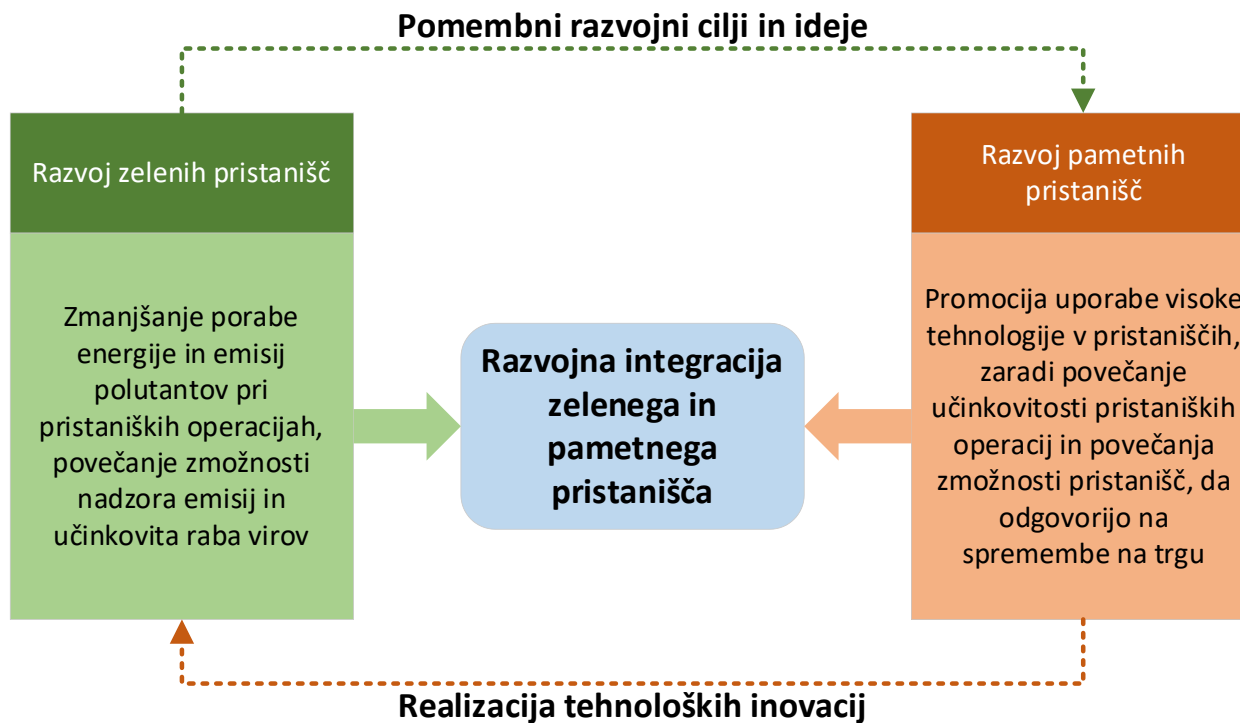 Pomembni razvojni cilji in ideje
Razvoj zelenih pristanišč
Zmanjšanje porabe
energije in emisij
polutantov pri
pristaniških operacijah,
povečanje zmožnosti
nadzora emisij in
učinkovita raba virov
Razvojna integracija
zelenega in
pametnega
pristanišča
Razvoj pametnih
pristanišč
Promocija uporabe visoke
tehnologije v pristaniščih,
zaradi povečanje
učinkovitosti pristaniških
operacij in povečanja
zmožnosti pristanišč, da
odgovorijo na
spremembe na trgu
Realizacija tehnoloških inovacij